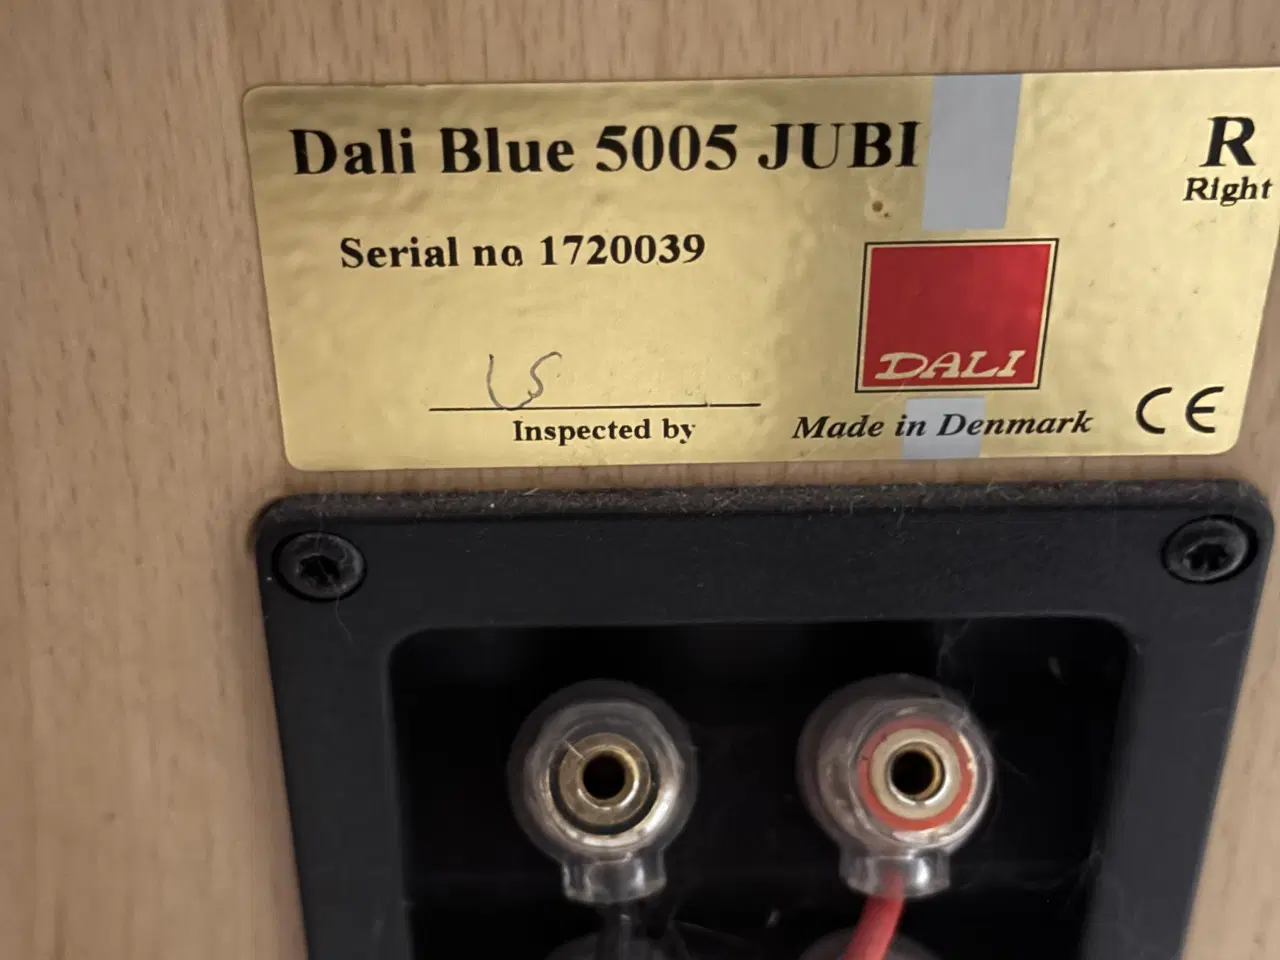 Dali Blue 5005 JUBI
R
Right
Serial no 1720039
DALI
Inspected by
Made in Denmark
CE